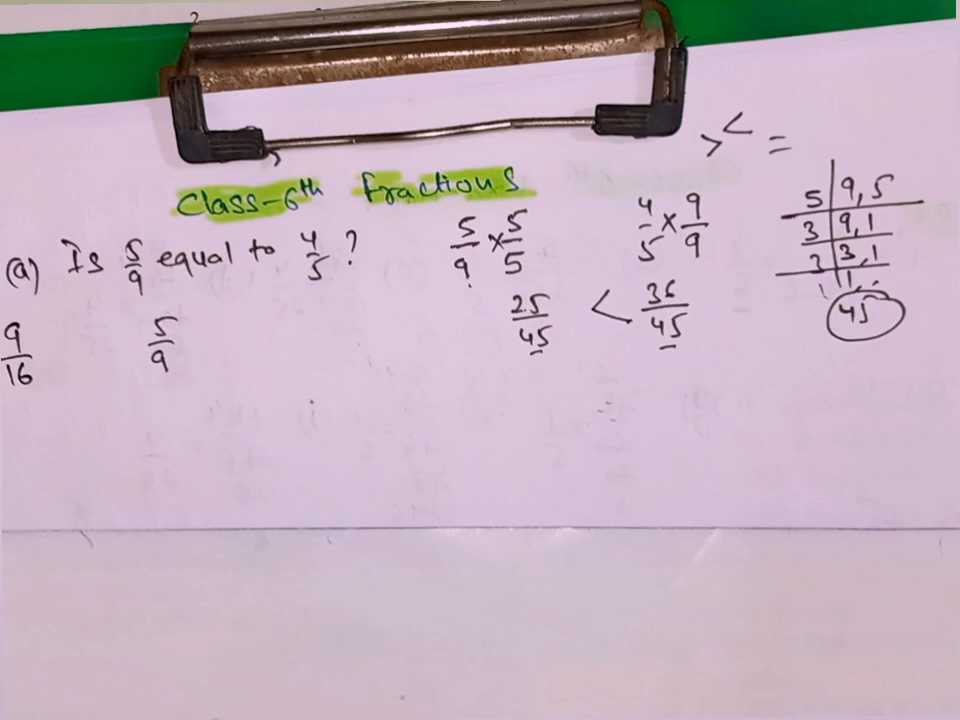 > < =
Class-6th Fractions
(a) Is 5/9 equal to 4/5 ?
5/9 × 5/5
4/5 × 9/9
25/45 < 36/45
9/16 5/9
5 | 9, 5
3 | 9, 1
3 | 3, 1
1, 1
45